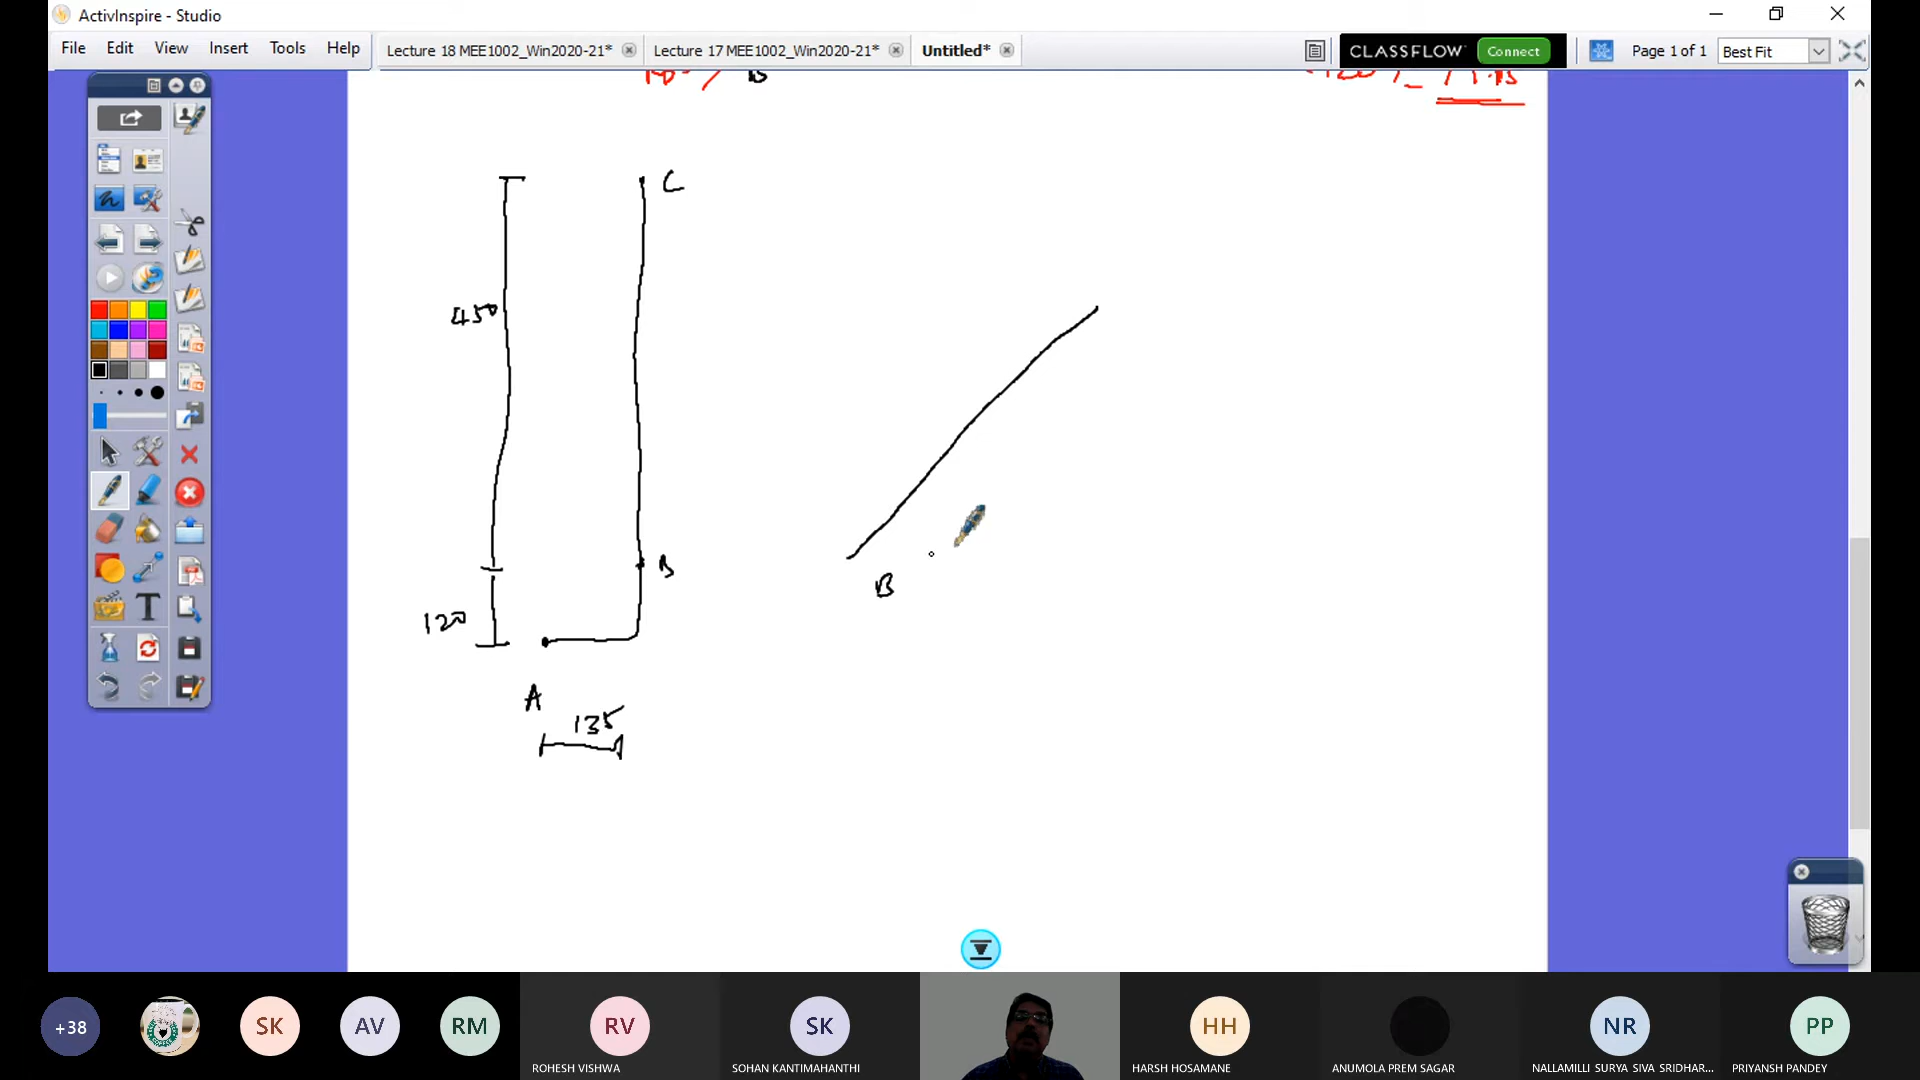 ActivInspire - Studio
File Edit View Insert Tools Help
Lecture 18 MEE1002_Win2020-21* Lecture 17 MEE1002_Win2020-21* Untitled*
CLASSFLOW Connect
Page 1 of 1 Best Fit
B
C
450
B
B
120
A
135
T
+38
SK
AV
RM
RV
ROHESH VISHWA
SK
SOHAN KANTIMAHANTHI
HH
HARSH HOSAMANE
ANUMOLA PREM SAGAR
NR
NALLAMILLI SURYA SIVA SRIDHAR...
PP
PRIYANSH PANDEY